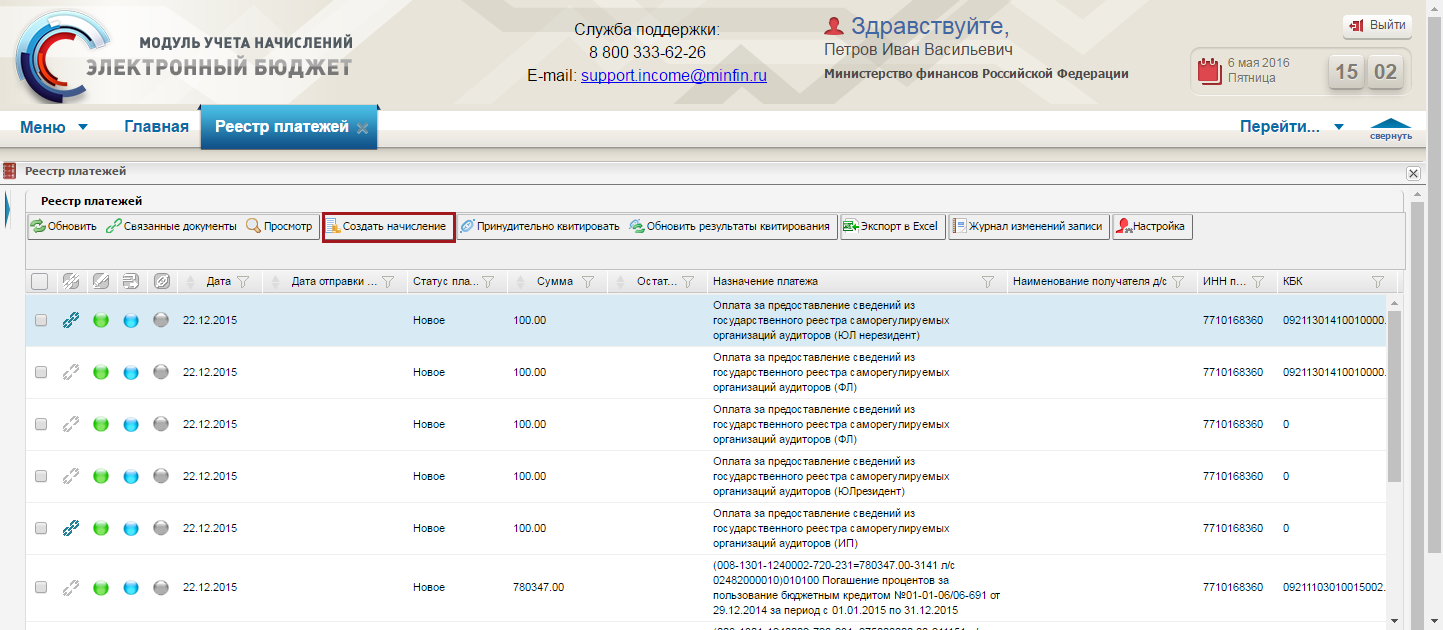 МОДУЛЬ УЧЕТА НАЧИСЛЕНИЙ
ЭЛЕКТРОННЫЙ БЮДЖЕТ
Служба поддержки:
8 800 333-62-26
E-mail: support.income@minfin.ru
Здравствуйте,
Петров Иван Васильевич
Министерство финансов Российской Федерации
Выйти
6 мая 2016
Пятница
15 02
Меню Главная Реестр платежей Перейти... свернуть
Реестр платежей
Реестр платежей
Обновить Связанные документы Просмотр Создать начисление Принудительно квитировать Обновить результаты квитирования Экспорт в Excel Журнал изменений записи Настройка
Дата Дата отправки ... Статус пла... Сумма Остат... Назначение платежа Наименование получателя д/с ИНН п... КБК
Оплата за предоставление сведений из
22.12.2015 Новое 100.00 государственного реестра саморегулируемых 7710168360 09211301410010000.
организаций аудиторов (ЮЛ нерезидент)
Оплата за предоставление сведений из
22.12.2015 Новое 100.00 государственного реестра саморегулируемых 7710168360 09211301410010000.
организаций аудиторов (ФЛ)
Оплата за предоставление сведений из
22.12.2015 Новое 100.00 государственного реестра саморегулируемых 7710168360 0
организаций аудиторов (ФЛ)
Оплата за предоставление сведений из
22.12.2015 Новое 100.00 государственного реестра саморегулируемых 7710168360 0
организаций аудиторов (ЮЛрезидент)
Оплата за предоставление сведений из
22.12.2015 Новое 100.00 государственного реестра саморегулируемых 7710168360 0
организаций аудиторов (ИП)
(008-1301-1240002-720-231=780347.00-3141 л/с
02482000010)010100 Погашение процентов за
22.12.2015 Новое 780347.00 пользование бюджетным кредитом №01-01-06/06-691 от 7710168360 09211103010015002.
29.12.2014 за период с 01.01.2015 по 31.12.2015